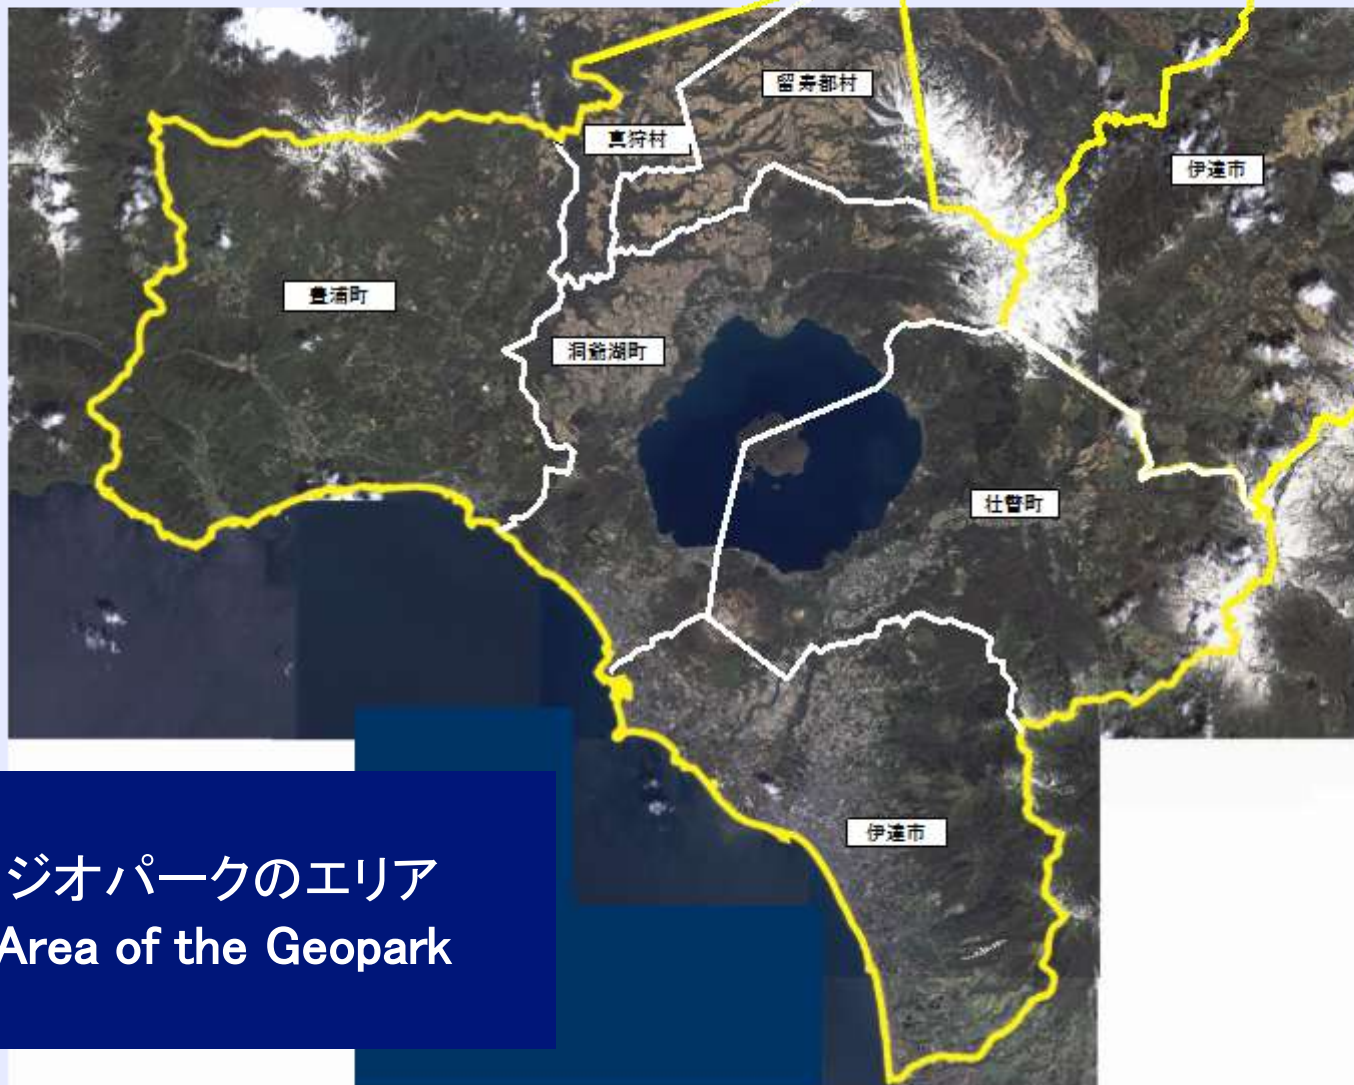 留寿都村
真狩村
伊達市
豊浦町
洞爺湖町
壮瞥町
伊達市
ジオパークのエリア
Area of the Geopark